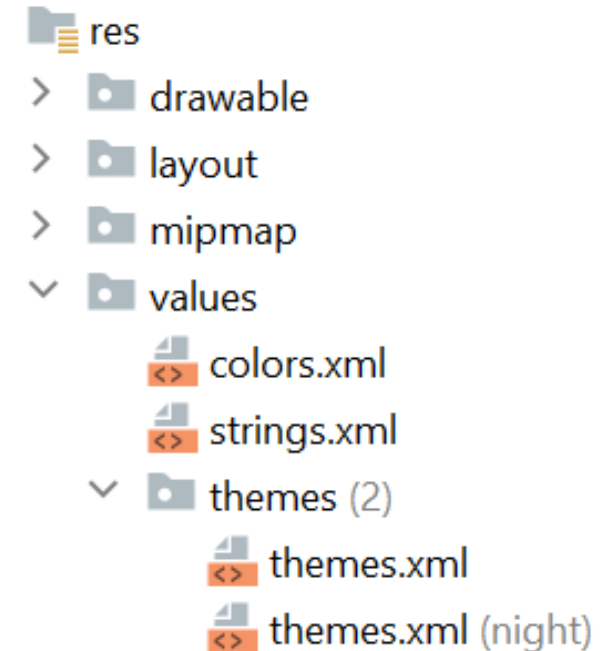 res
drawable
layout
mipmap
values
colors.xml
strings.xml
themes (2)
themes.xml
themes.xml (night)